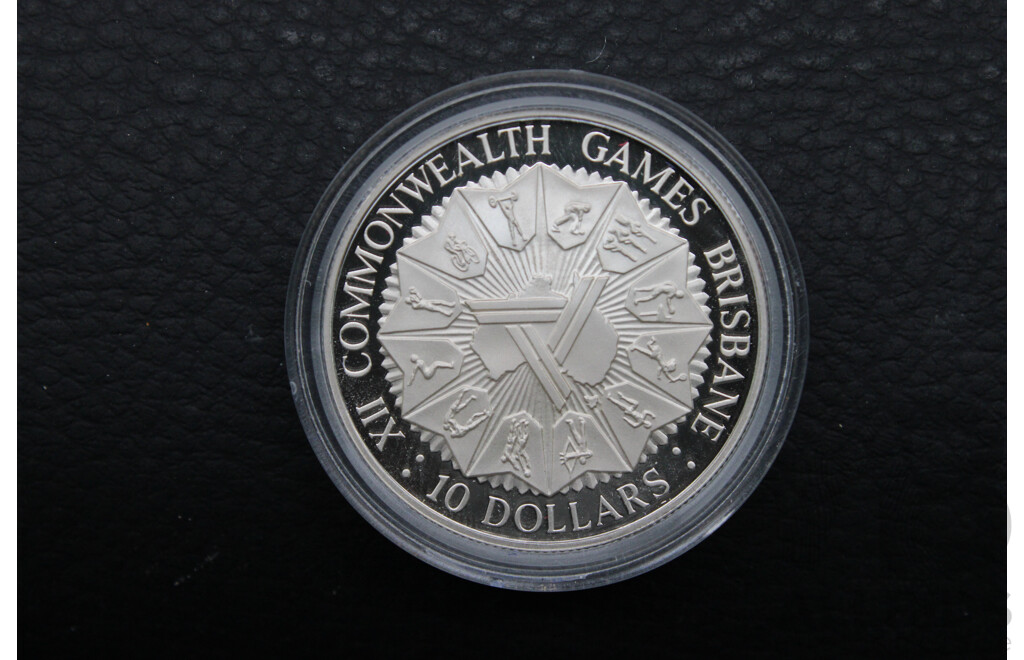 XII COMMONWEALTH GAMES BRISBANE
10 DOLLARS